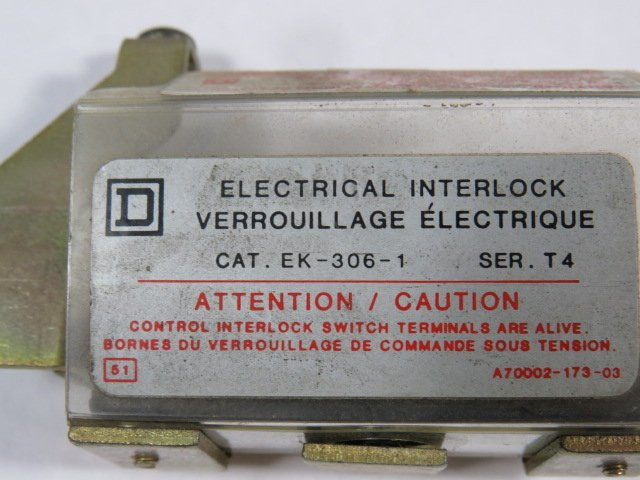 D
ELECTRICAL INTERLOCK
VERROUILLAGE ÉLECTRIQUE
CAT. EK-306-1 SER. T4
ATTENTION / CAUTION
CONTROL INTERLOCK SWITCH TERMINALS ARE ALIVE.
BORNES DU VERROUILLAGE DE COMMANDE SOUS TENSION.
51 A70002-173-03